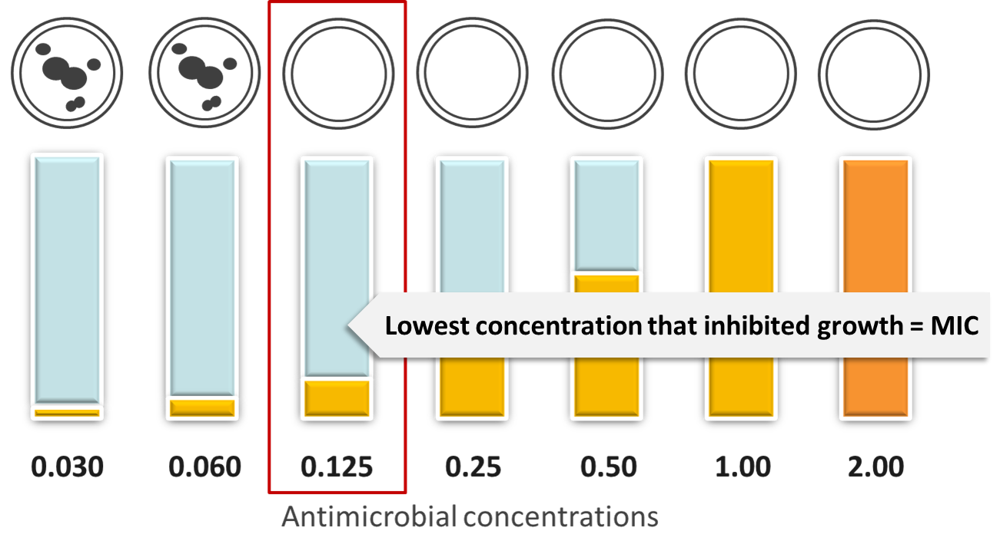 Lowest concentration that inhibited growth = MIC
0.030 0.060 0.125 0.25 0.50 1.00 2.00
Antimicrobial concentrations